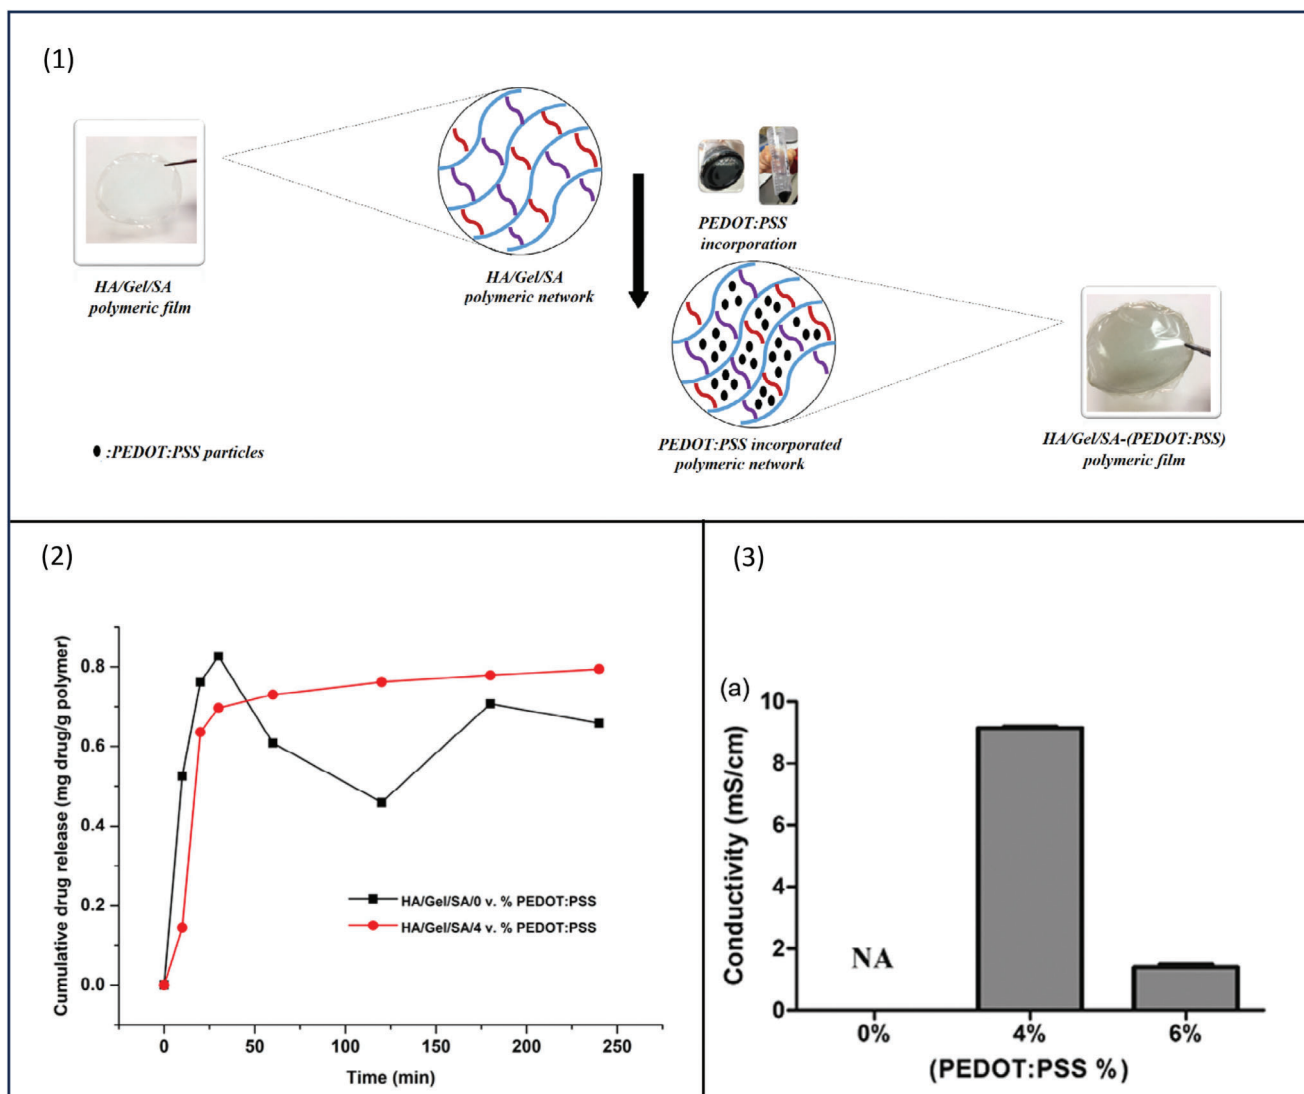 (1)
HA/Gel/SA
polymeric film
HA/Gel/SA
polymeric network
PEDOT:PSS
incorporation
PEDOT:PSS incorporated
polymeric network
HA/Gel/SA-(PEDOT:PSS)
polymeric film
:PEDOT:PSS particles
(2)
Cumulative drug release (mg drug/g polymer)
0.8
0.6
0.4
0.2
0.0
HA/Gel/SA/0 v. % PEDOT:PSS
HA/Gel/SA/4 v. % PEDOT:PSS
0 50 100 150 200 250
Time (min)
(3)
(a)
Conductivity (mS/cm)
10
8
6
4
2
0
NA
0% 4% 6%
(PEDOT:PSS %)